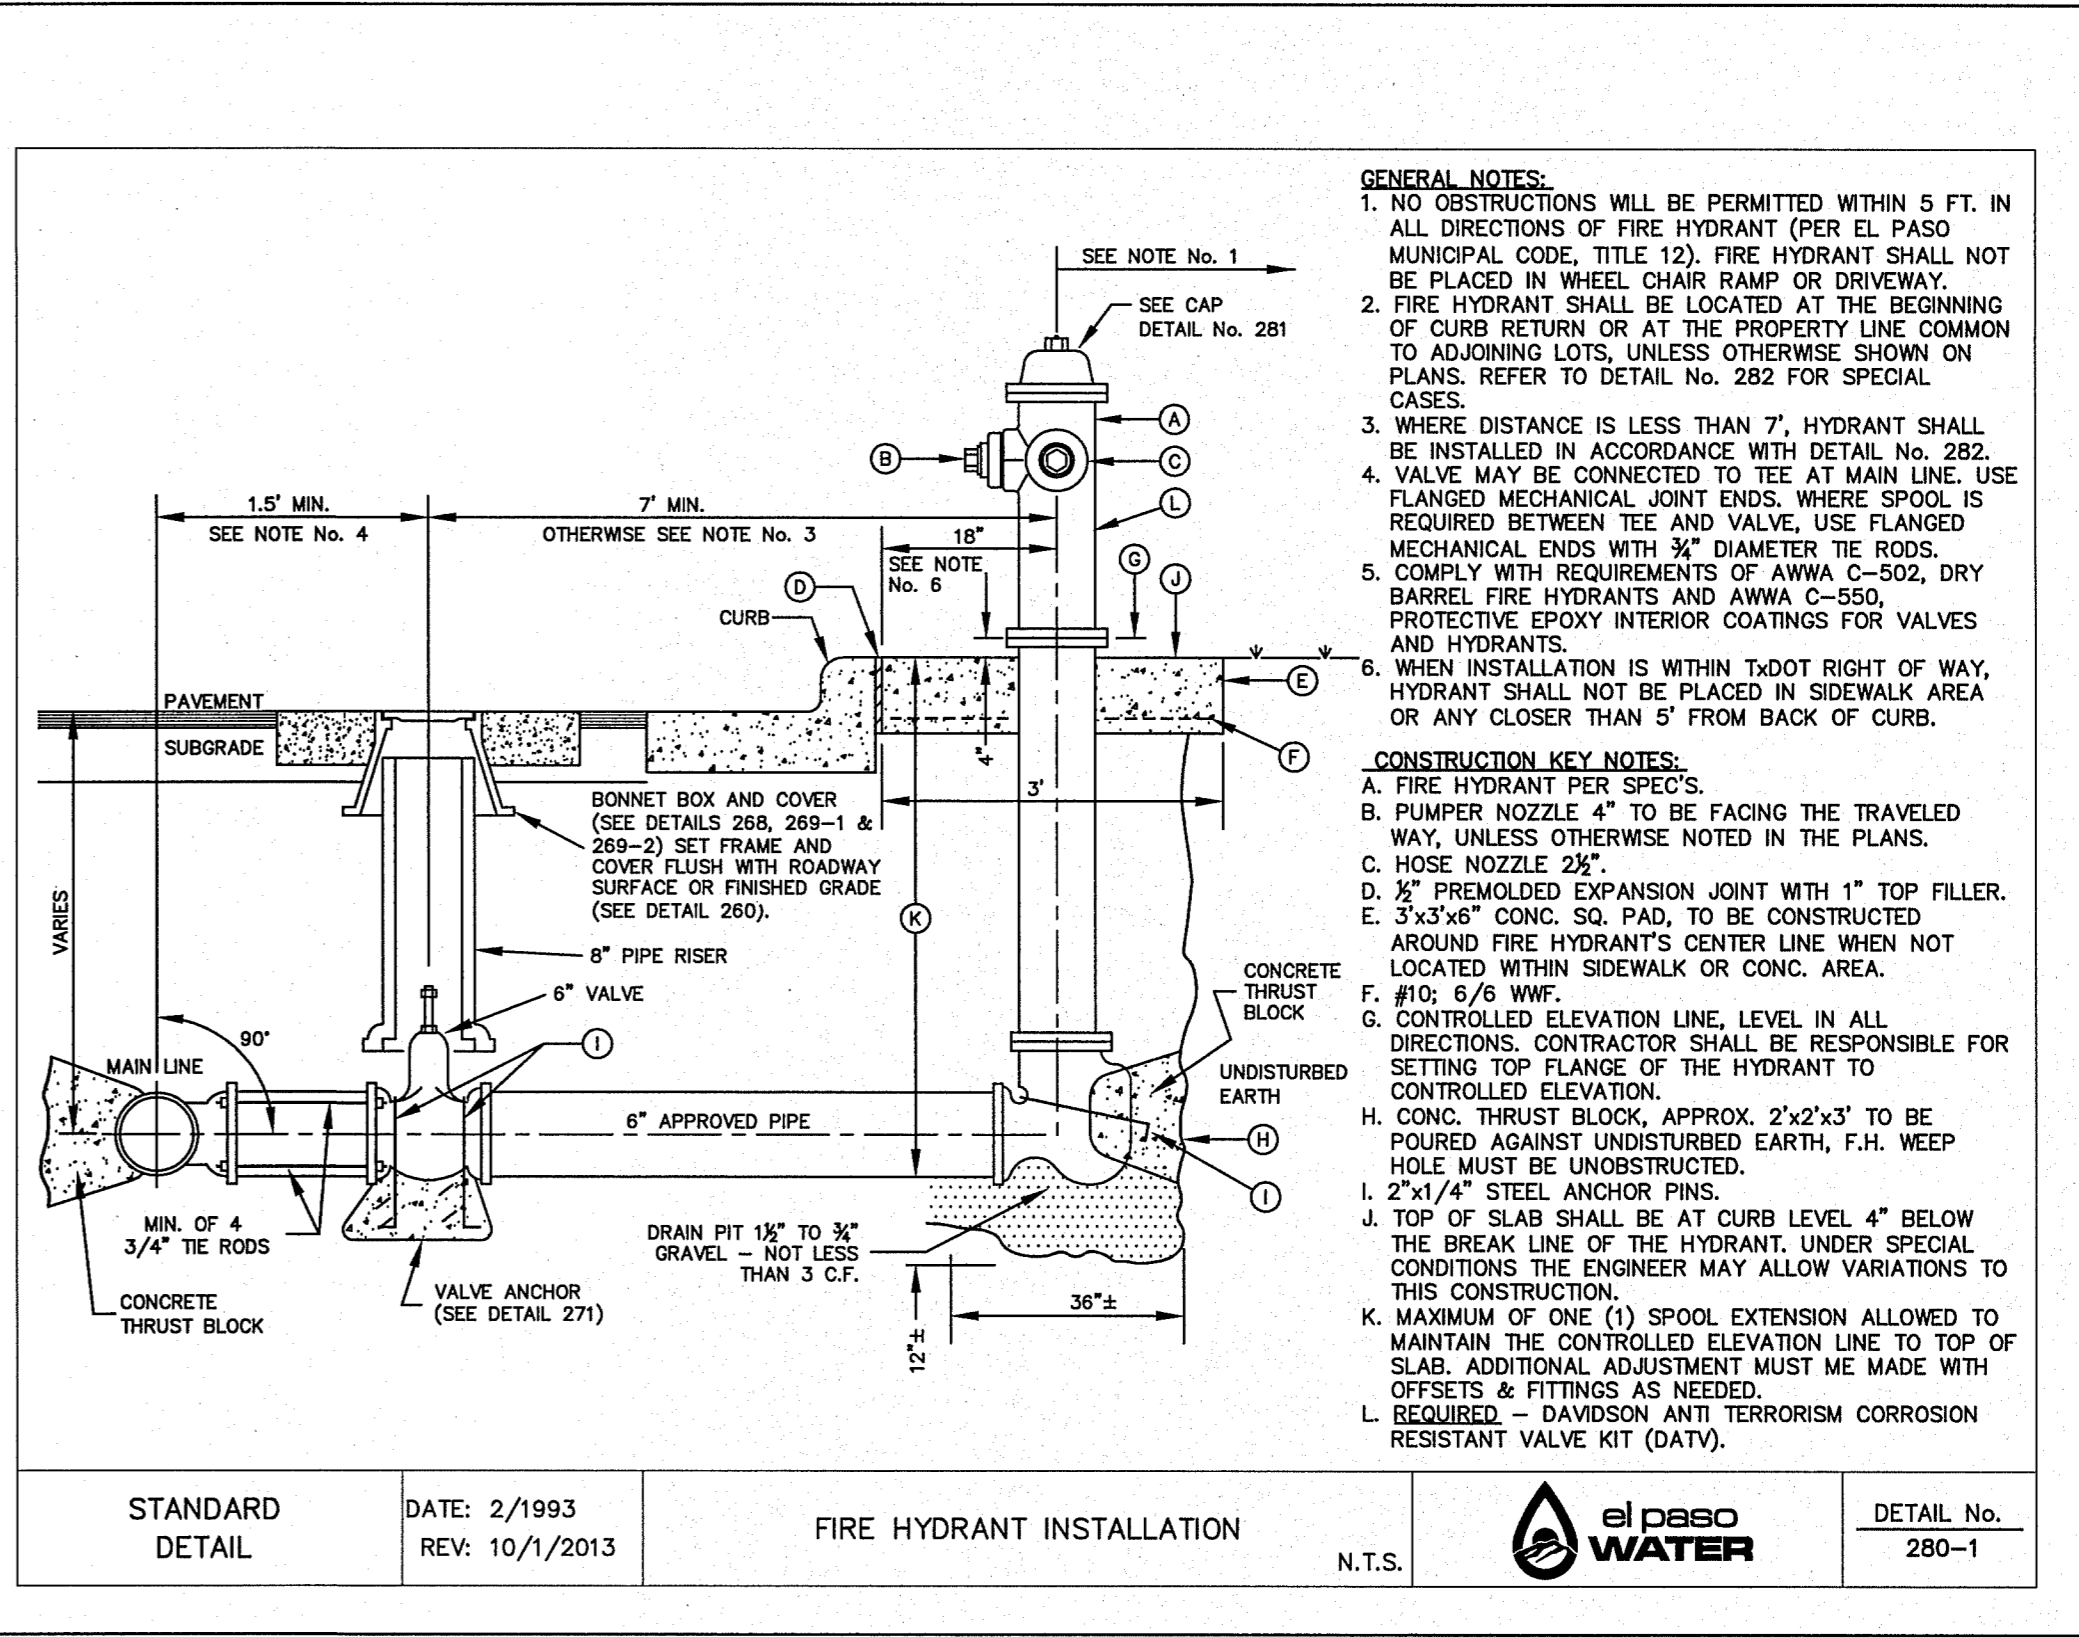 GENERAL NOTES:
1. NO OBSTRUCTIONS WILL BE PERMITTED WITHIN 5 FT. IN
ALL DIRECTIONS OF FIRE HYDRANT (PER EL PASO
MUNICIPAL CODE, TITLE 12). FIRE HYDRANT SHALL NOT
BE PLACED IN WHEEL CHAIR RAMP OR DRIVEWAY.
2. FIRE HYDRANT SHALL BE LOCATED AT THE BEGINNING
OF CURB RETURN OR AT THE PROPERTY LINE COMMON
TO ADJOINING LOTS, UNLESS OTHERWISE SHOWN ON
PLANS. REFER TO DETAIL No. 282 FOR SPECIAL
CASES.
3. WHERE DISTANCE IS LESS THAN 7', HYDRANT SHALL
BE INSTALLED IN ACCORDANCE WITH DETAIL No. 282.
4. VALVE MAY BE CONNECTED TO TEE AT MAIN LINE. USE
FLANGED MECHANICAL JOINT ENDS. WHERE SPOOL IS
REQUIRED BETWEEN TEE AND VALVE, USE FLANGED
MECHANICAL ENDS WITH ¾" DIAMETER TIE RODS.
5. COMPLY WITH REQUIREMENTS OF AWWA C-502, DRY
BARREL FIRE HYDRANTS AND AWWA C-550,
PROTECTIVE EPOXY INTERIOR COATINGS FOR VALVES
AND HYDRANTS.
6. WHEN INSTALLATION IS WITHIN TxDOT RIGHT OF WAY,
HYDRANT SHALL NOT BE PLACED IN SIDEWALK AREA
OR ANY CLOSER THAN 5' FROM BACK OF CURB.
CONSTRUCTION KEY NOTES:
A. FIRE HYDRANT PER SPEC'S.
B. PUMPER NOZZLE 4" TO BE FACING THE TRAVELED
WAY, UNLESS OTHERWISE NOTED IN THE PLANS.
C. HOSE NOZZLE 2½".
D. ½" PREMOLDED EXPANSION JOINT WITH 1" TOP FILLER.
E. 3'x3'x6" CONC. SQ. PAD, TO BE CONSTRUCTED
AROUND FIRE HYDRANT'S CENTER LINE WHEN NOT
LOCATED WITHIN SIDEWALK OR CONC. AREA.
F. #10; 6/6 WWF.
G. CONTROLLED ELEVATION LINE, LEVEL IN ALL
DIRECTIONS. CONTRACTOR SHALL BE RESPONSIBLE FOR
SETTING TOP FLANGE OF THE HYDRANT TO
CONTROLLED ELEVATION.
H. CONC. THRUST BLOCK, APPROX. 2'x2'x3' TO BE
POURED AGAINST UNDISTURBED EARTH, F.H. WEEP
HOLE MUST BE UNOBSTRUCTED.
I. 2"x1/4" STEEL ANCHOR PINS.
J. TOP OF SLAB SHALL BE AT CURB LEVEL 4" BELOW
THE BREAK LINE OF THE HYDRANT. UNDER SPECIAL
CONDITIONS THE ENGINEER MAY ALLOW VARIATIONS TO
THIS CONSTRUCTION.
K. MAXIMUM OF ONE (1) SPOOL EXTENSION ALLOWED TO
MAINTAIN THE CONTROLLED ELEVATION LINE TO TOP OF
SLAB. ADDITIONAL ADJUSTMENT MUST ME MADE WITH
OFFSETS & FITTINGS AS NEEDED.
L. REQUIRED - DAVIDSON ANTI TERRORISM CORROSION
RESISTANT VALVE KIT (DATV).
SEE NOTE No. 1
SEE CAP
DETAIL No. 281
A
B
C
L
1.5' MIN.
SEE NOTE No. 4
7' MIN.
OTHERWISE SEE NOTE No. 3
18"
SEE NOTE
No. 6
G
J
D
CURB
E
F
4"
3'
PAVEMENT
SUBGRADE
BONNET BOX AND COVER
(SEE DETAILS 268, 269-1 &
269-2) SET FRAME AND
COVER FLUSH WITH ROADWAY
SURFACE OR FINISHED GRADE
(SEE DETAIL 260).
VARIES
K
8" PIPE RISER
6" VALVE
I
90°
MAIN LINE
CONCRETE
THRUST
BLOCK
UNDISTURBED
EARTH
6" APPROVED PIPE
H
I
MIN. OF 4
3/4" TIE RODS
DRAIN PIT 1½" TO ¾"
GRAVEL - NOT LESS
THAN 3 C.F.
CONCRETE
THRUST BLOCK
VALVE ANCHOR
(SEE DETAIL 271)
36"±
12"±
STANDARD
DETAIL
DATE: 2/1993
REV: 10/1/2013
FIRE HYDRANT INSTALLATION
N.T.S.
el paso
WATER
DETAIL No.
280-1